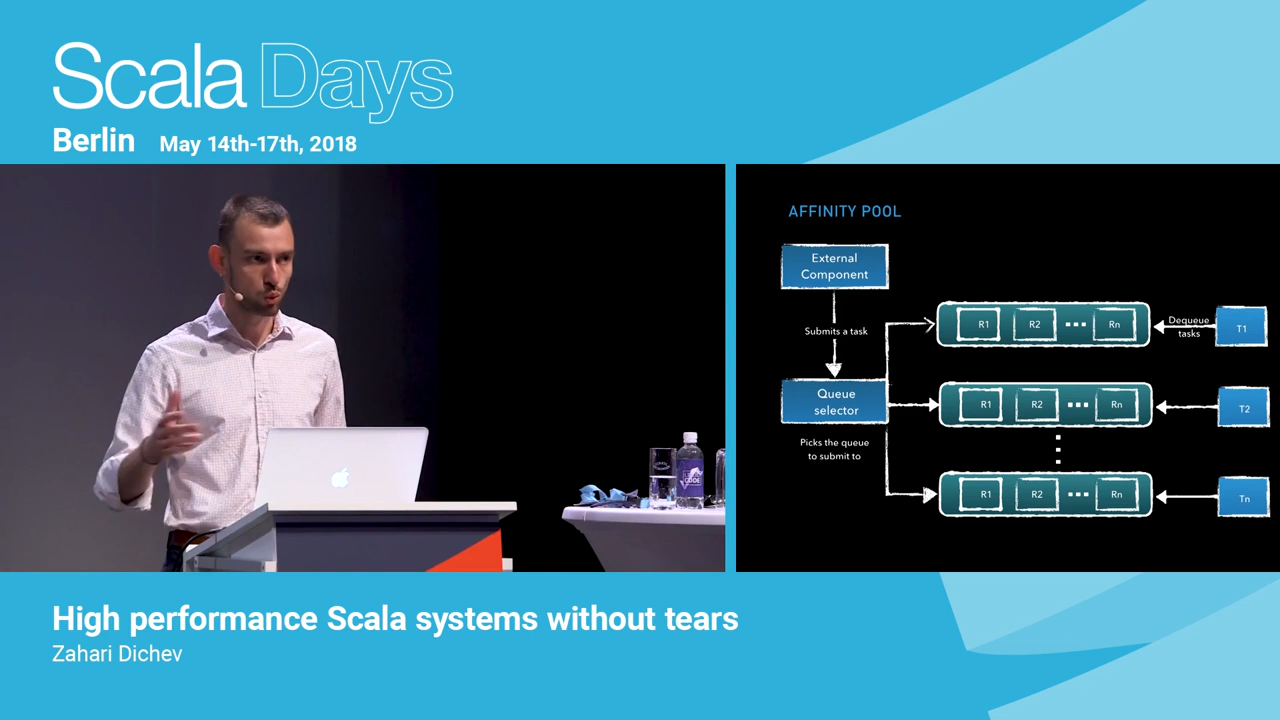 Scala Days
Berlin May 14th-17th, 2018
AFFINITY POOL
External
Component
Submits a task
Queue
selector
Picks the queue
to submit to
R1 R2 Rn
Dequeue
tasks
T1
R1 R2 Rn
T2
R1 R2 Rn
Tn
High performance Scala systems without tears
Zahari Dichev